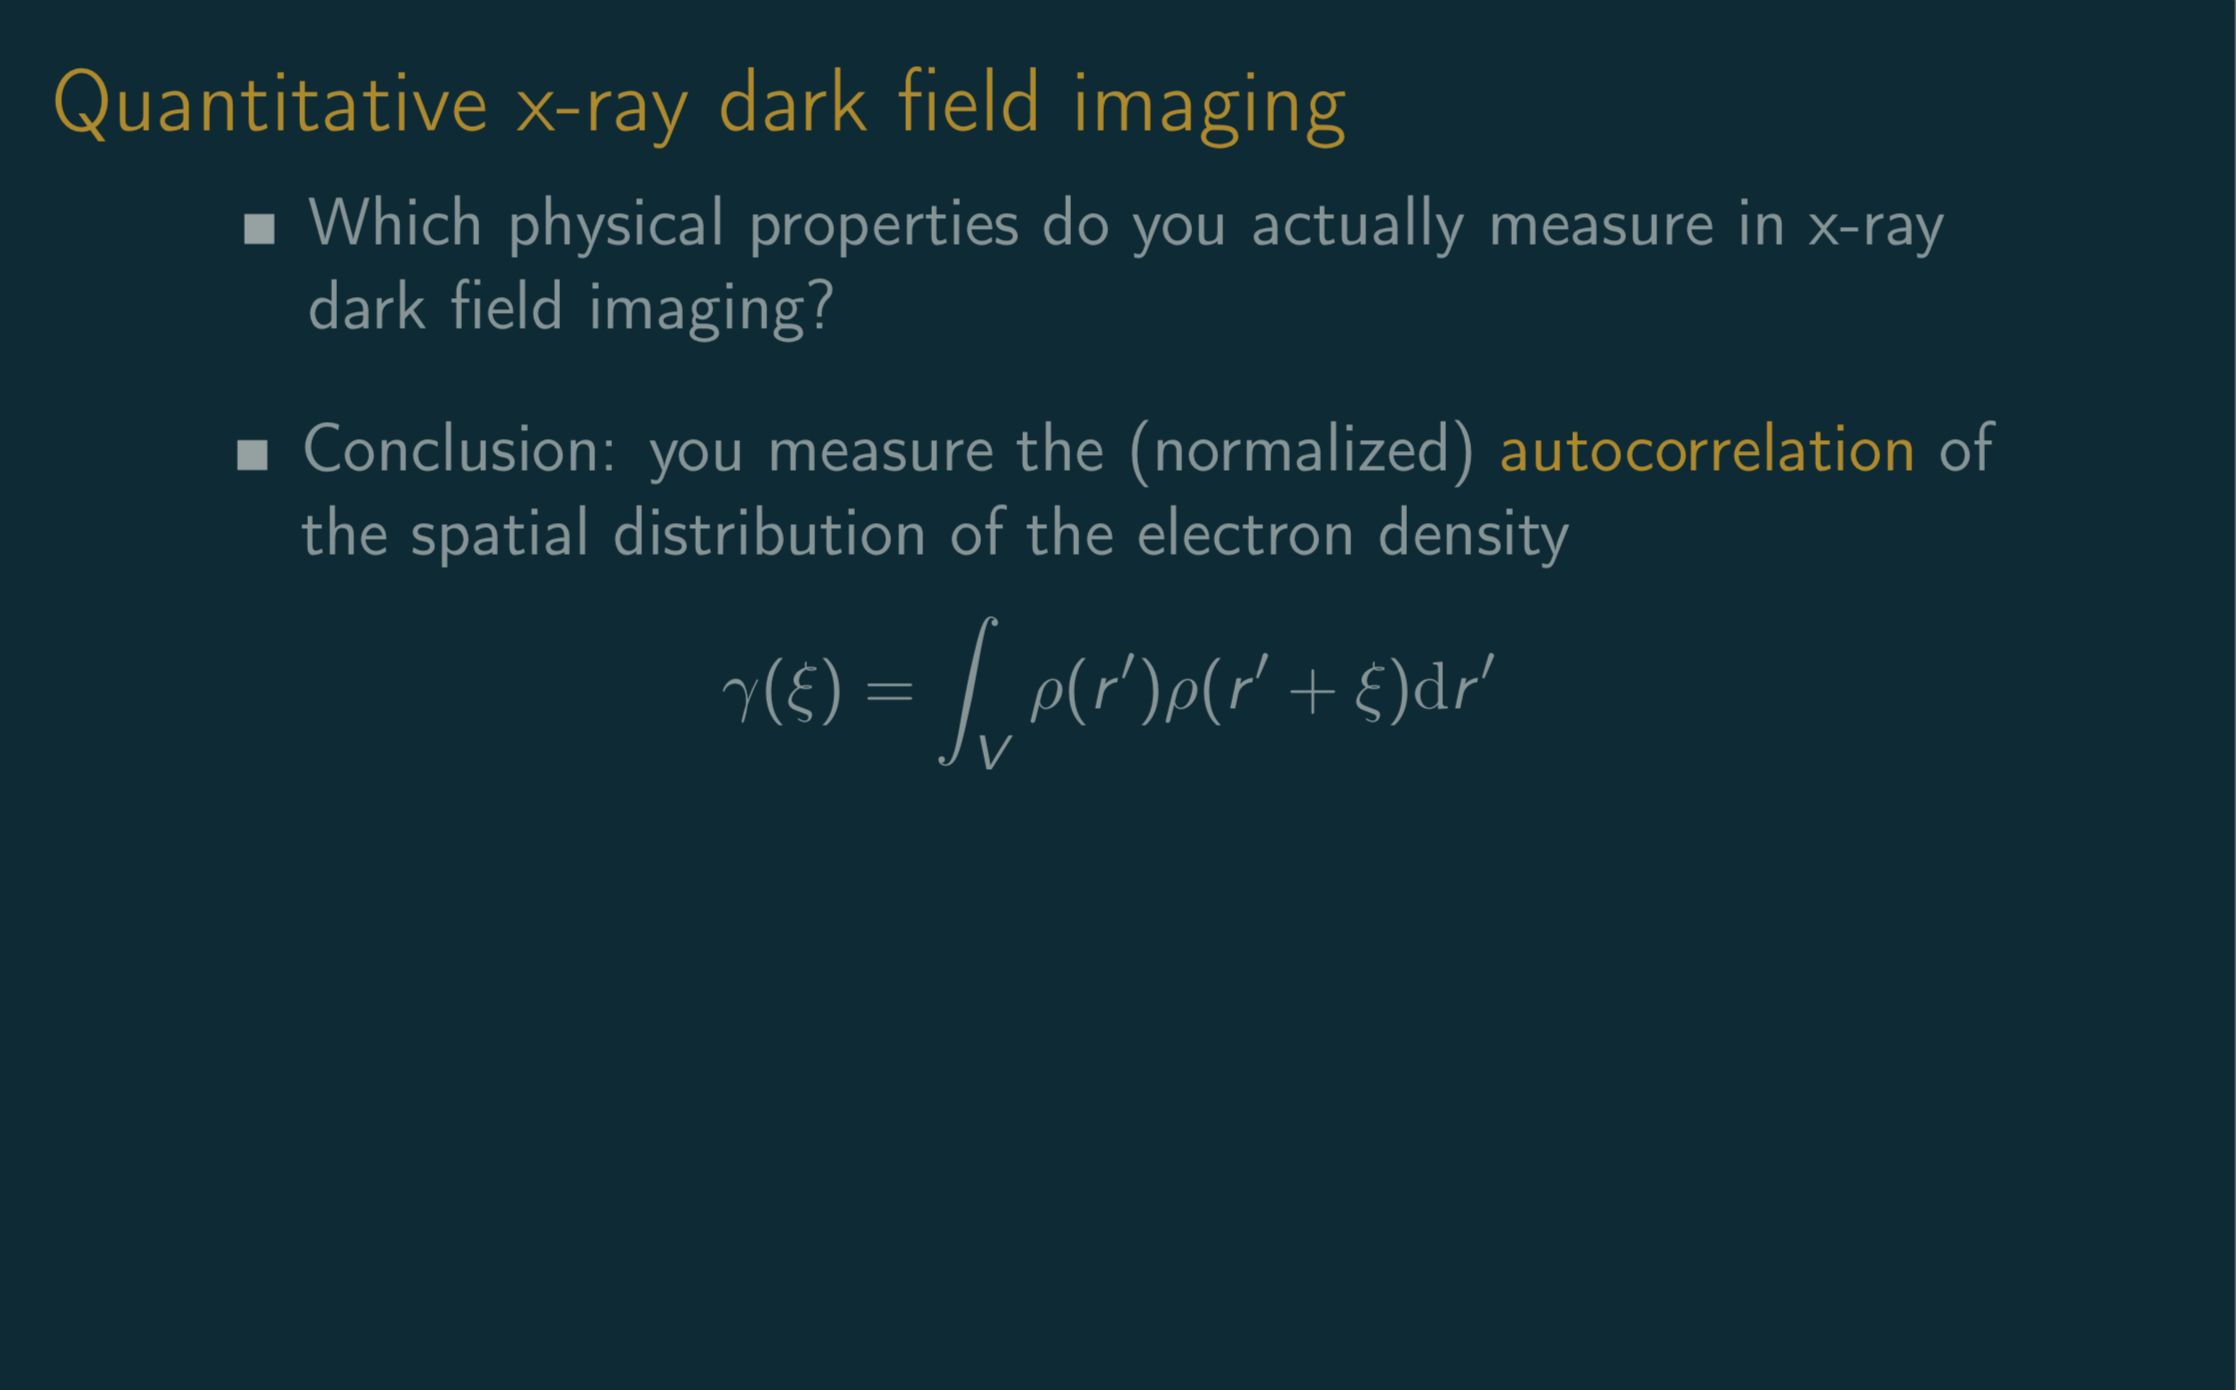 Quantitative x-ray dark field imaging
■ Which physical properties do you actually measure in x-ray
dark field imaging?
■ Conclusion: you measure the (normalized) autocorrelation of
the spatial distribution of the electron density
γ(ξ) = ∫_V ρ(r′)ρ(r′ + ξ)dr′